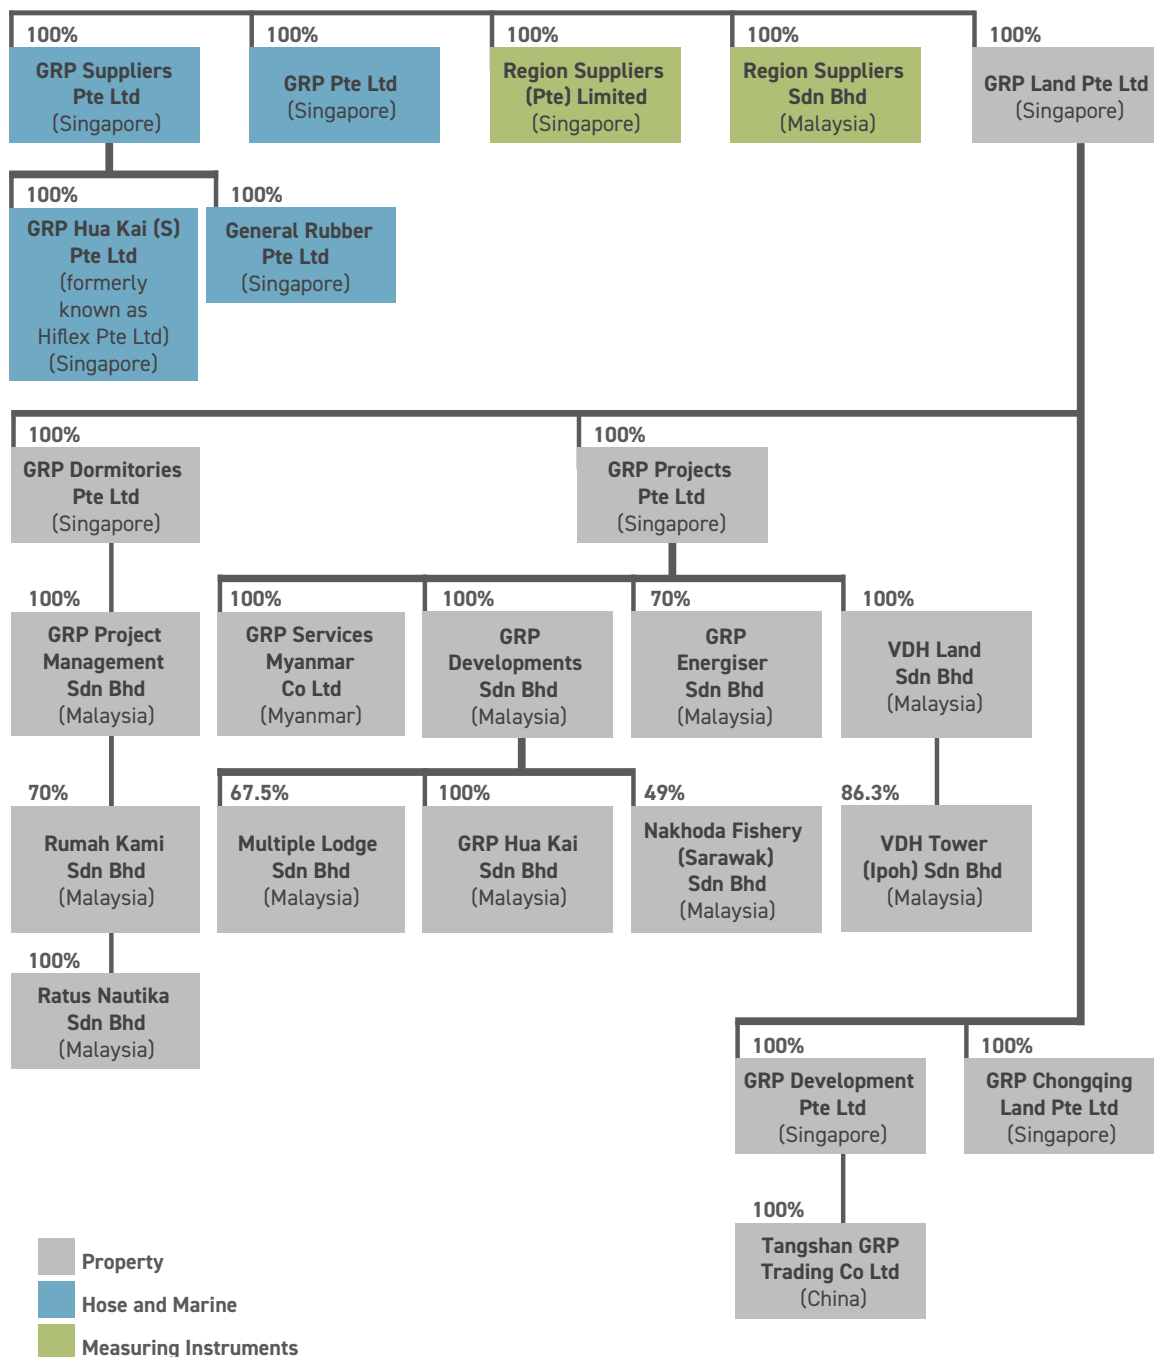 100%
100%
100%
100%
100%
GRP Suppliers
Pte Ltd
(Singapore)
GRP Pte Ltd
(Singapore)
Region Suppliers
(Pte) Limited
(Singapore)
Region Suppliers
Sdn Bhd
(Malaysia)
GRP Land Pte Ltd
(Singapore)
100%
100%
GRP Hua Kai (S)
Pte Ltd
(formerly
known as
Hiflex Pte Ltd)
(Singapore)
General Rubber
Pte Ltd
(Singapore)
100%
100%
GRP Dormitories
Pte Ltd
(Singapore)
GRP Projects
Pte Ltd
(Singapore)
100%
100%
100%
70%
100%
GRP Project
Management
Sdn Bhd
(Malaysia)
GRP Services
Myanmar
Co Ltd
(Myanmar)
GRP
Developments
Sdn Bhd
(Malaysia)
GRP
Energiser
Sdn Bhd
(Malaysia)
VDH Land
Sdn Bhd
(Malaysia)
70%
67.5%
100%
49%
86.3%
Rumah Kami
Sdn Bhd
(Malaysia)
Multiple Lodge
Sdn Bhd
(Malaysia)
GRP Hua Kai
Sdn Bhd
(Malaysia)
Nakhoda Fishery
(Sarawak)
Sdn Bhd
(Malaysia)
VDH Tower
(Ipoh) Sdn Bhd
(Malaysia)
100%
Ratus Nautika
Sdn Bhd
(Malaysia)
100%
100%
GRP Development
Pte Ltd
(Singapore)
GRP Chongqing
Land Pte Ltd
(Singapore)
100%
Tangshan GRP
Trading Co Ltd
(China)
Property
Hose and Marine
Measuring Instruments